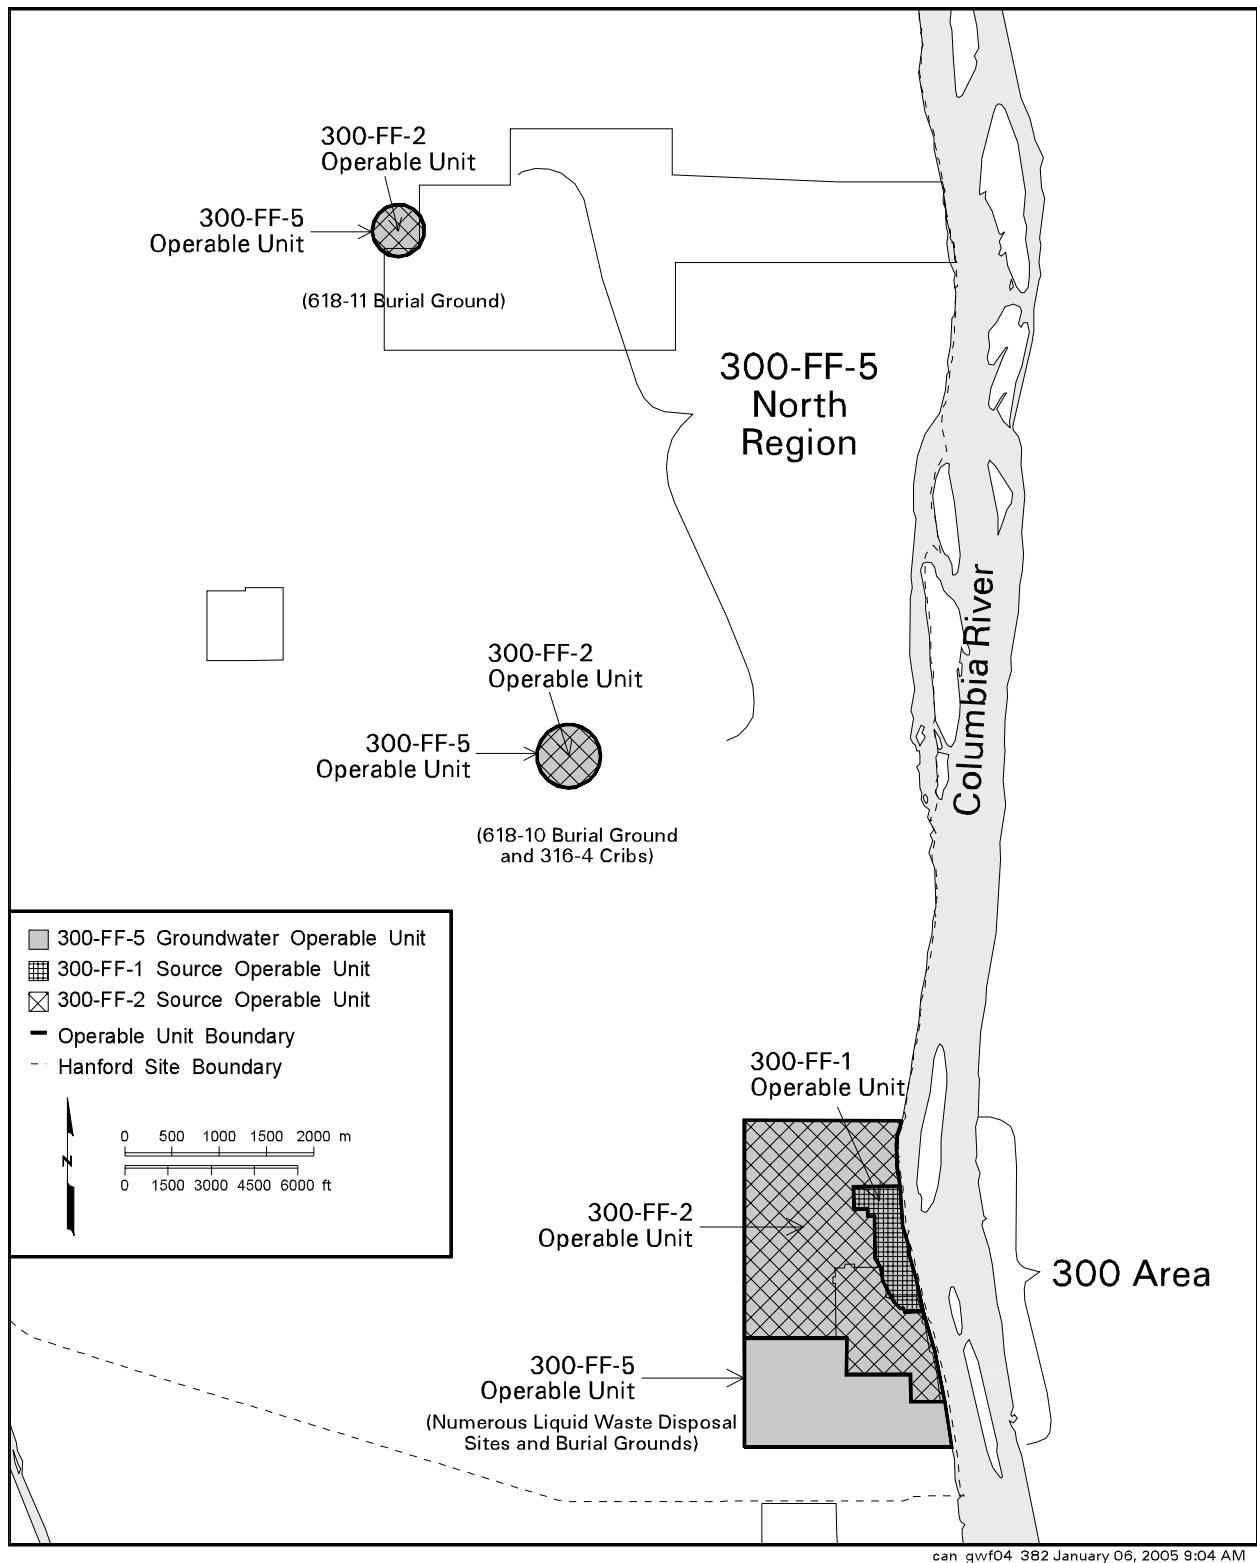 300-FF-2
Operable Unit
300-FF-5
Operable Unit
(618-11 Burial Ground)
300-FF-5
North
Region
Columbia River
300-FF-2
Operable Unit
300-FF-5
Operable Unit
(618-10 Burial Ground
and 316-4 Cribs)
300-FF-5 Groundwater Operable Unit
300-FF-1 Source Operable Unit
300-FF-2 Source Operable Unit
Operable Unit Boundary
Hanford Site Boundary
N
0 500 1000 1500 2000 m
0 1500 3000 4500 6000 ft
300-FF-1
Operable Unit
300-FF-2
Operable Unit
300 Area
300-FF-5
Operable Unit
(Numerous Liquid Waste Disposal
Sites and Burial Grounds)
can_gwf04_382 January 06, 2005 9:04 AM